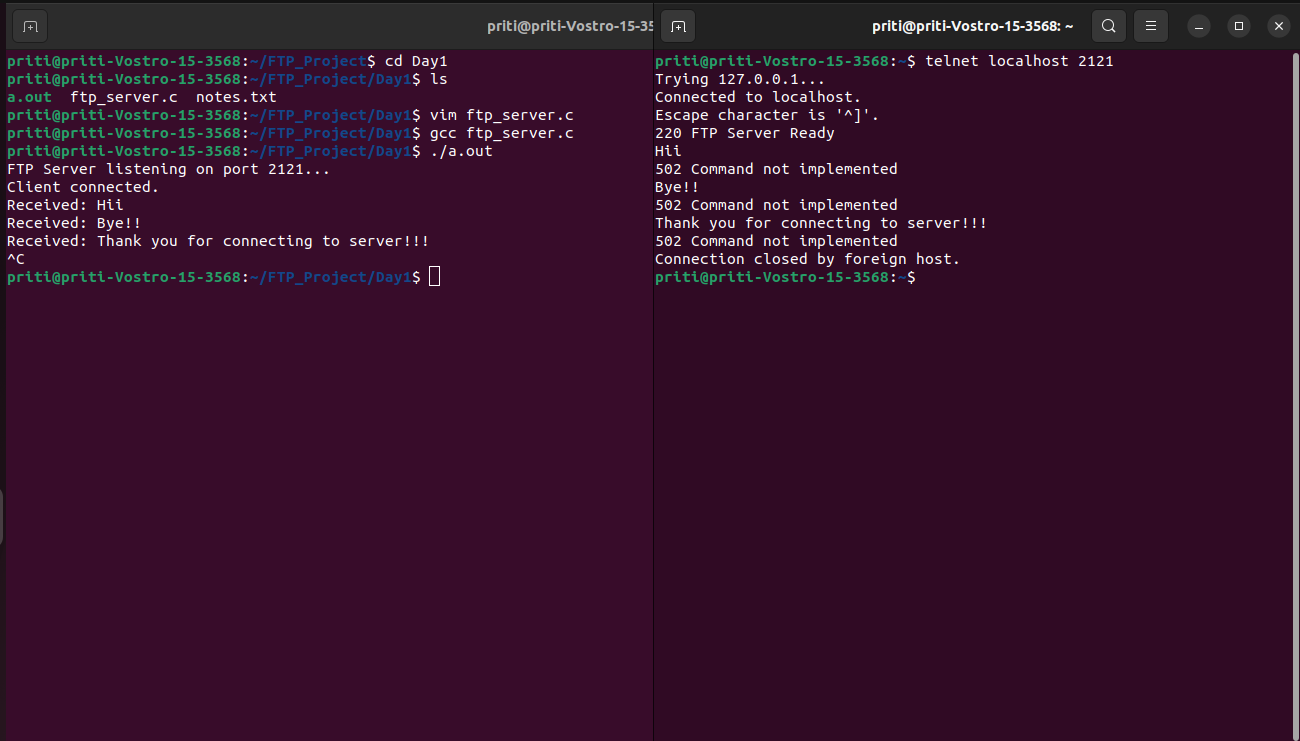 priti@priti-Vostro-15-35
priti@priti-Vostro-15-3568:~/FTP_Project$ cd Day1
priti@priti-Vostro-15-3568:~/FTP_Project/Day1$ ls
a.out  ftp_server.c  notes.txt
priti@priti-Vostro-15-3568:~/FTP_Project/Day1$ vim ftp_server.c
priti@priti-Vostro-15-3568:~/FTP_Project/Day1$ gcc ftp_server.c
priti@priti-Vostro-15-3568:~/FTP_Project/Day1$ ./a.out
FTP Server listening on port 2121...
Client connected.
Received: Hii
Received: Bye!!
Received: Thank you for connecting to server!!!
^C
priti@priti-Vostro-15-3568:~/FTP_Project/Day1$
priti@priti-Vostro-15-3568: ~
priti@priti-Vostro-15-3568:~$ telnet localhost 2121
Trying 127.0.0.1...
Connected to localhost.
Escape character is '^]'.
220 FTP Server Ready
Hii
502 Command not implemented
Bye!!
502 Command not implemented
Thank you for connecting to server!!!
502 Command not implemented
Connection closed by foreign host.
priti@priti-Vostro-15-3568:~$